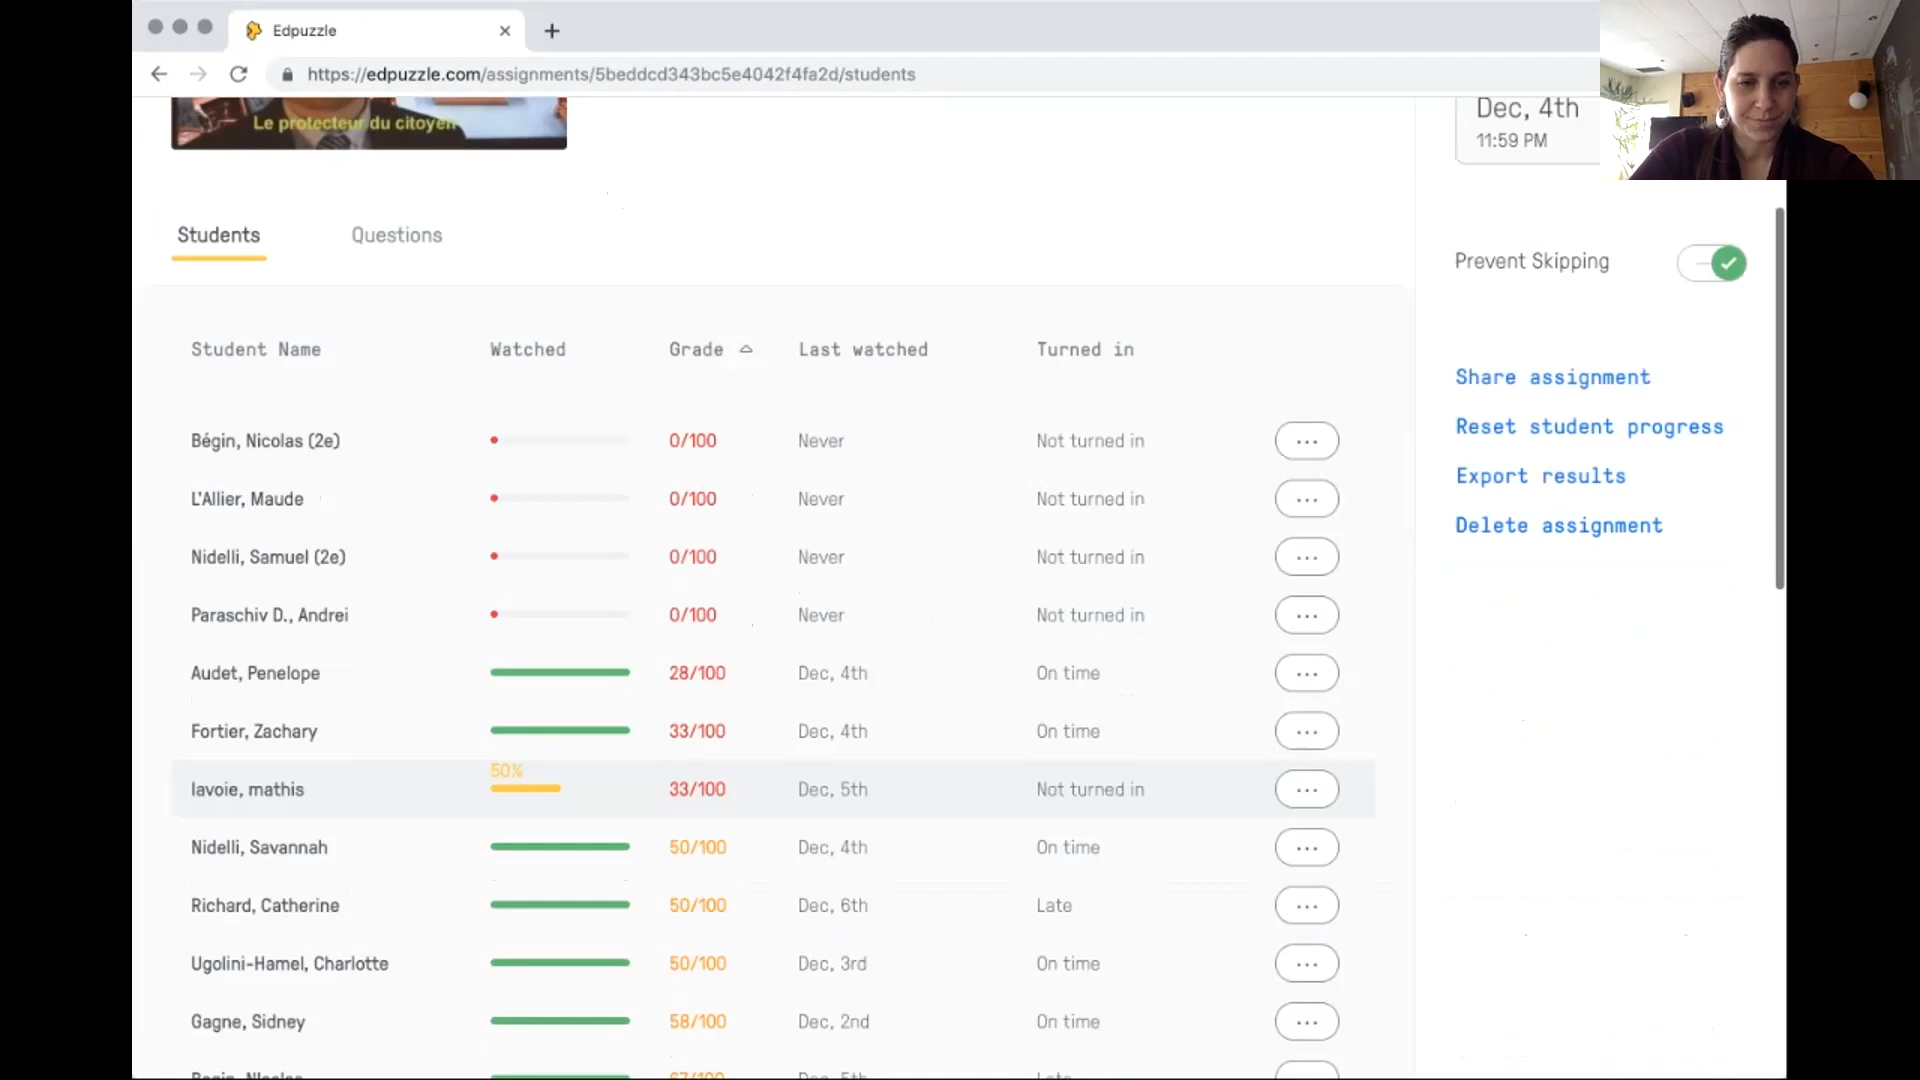 Edpuzzle
https://edpuzzle.com/assignments/5beddcd343bc5e4042f4fa2d/students
Le protecteur du citoyen
Dec, 4th
11:59 PM
Students Questions
Prevent Skipping
Share assignment
Reset student progress
Export results
Delete assignment
Student Name Watched Grade Last watched Turned in
Bégin, Nicolas (2e) 0/100 Never Not turned in
L'Allier, Maude 0/100 Never Not turned in
Nidelli, Samuel (2e) 0/100 Never Not turned in
Paraschiv D., Andrei 0/100 Never Not turned in
Audet, Penelope 28/100 Dec, 4th On time
Fortier, Zachary 33/100 Dec, 4th On time
50%
lavoie, mathis 33/100 Dec, 5th Not turned in
Nidelli, Savannah 50/100 Dec, 4th On time
Richard, Catherine 50/100 Dec, 6th Late
Ugolini-Hamel, Charlotte 50/100 Dec, 3rd On time
Gagne, Sidney 58/100 Dec, 2nd On time
67/100 Dec, 5th Late